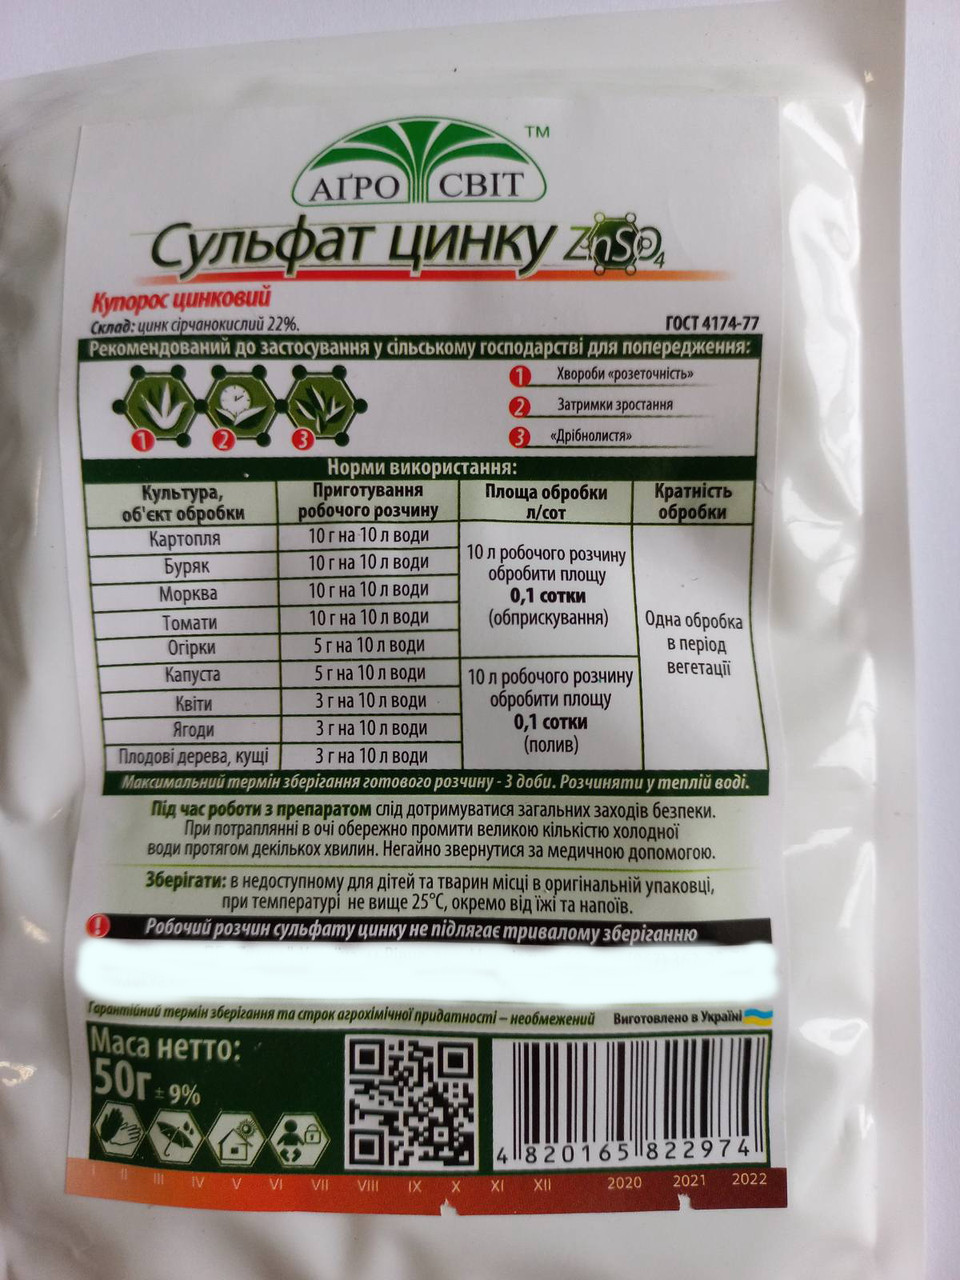 TM
АҐРО СВІТ
Сульфат цинку ZnSO4
Купорос цинковий
Склад: цинк сірчанокислий 22%.
ГОСТ 4174-77
Рекомендований до застосування у сільському господарстві для попередження:
1 Хвороби «розеточність»
2 Затримки зростання
3 «Дрібнолистя»
1 2 3
Норми використання:
Культура, об'єкт обробки
Приготування робочого розчину
Площа обробки л/сот
Кратність обробки
Картопля 10 г на 10 л води
Буряк 10 г на 10 л води
Морква 10 г на 10 л води
Томати 10 г на 10 л води
Огірки 5 г на 10 л води
Капуста 5 г на 10 л води
Квіти 3 г на 10 л води
Ягоди 3 г на 10 л води
Плодові дерева, кущі 3 г на 10 л води
10 л робочого розчину
обробити площу
0,1 сотки
(обприскування)
10 л робочого рознину
обробити площу
0,1 сотки
(полив)
Одна обробка
в період
вегетації
Максимальний термін зберігання готового розчину - 3 доби. Розчиняти у теплій воді.
Під час роботи з препаратом слід дотримуватися загальних заходів безпеки.
При потраплянні в очі обережно промити великою кількістю холодної
води протягом декількох хвилин. Негайно звернутися за медичною допомогою.
Зберігати: в недоступному для дітей та тварин місці в оригінальній упаковці,
при температурі не вище 25°С, окремо від їжі та напоїв.
! Робочий розчин сульфату цинку не підлягає тривалому зберіганню
Гарантійний термін зберігання та строк агрохімічної придатності – необмежений
Виготовлено в Україні
Маса нетто:
50г ± 9%
4 820165 822974
I II III IV V VI VII VIII IX X XI XII 2020 2021 2022